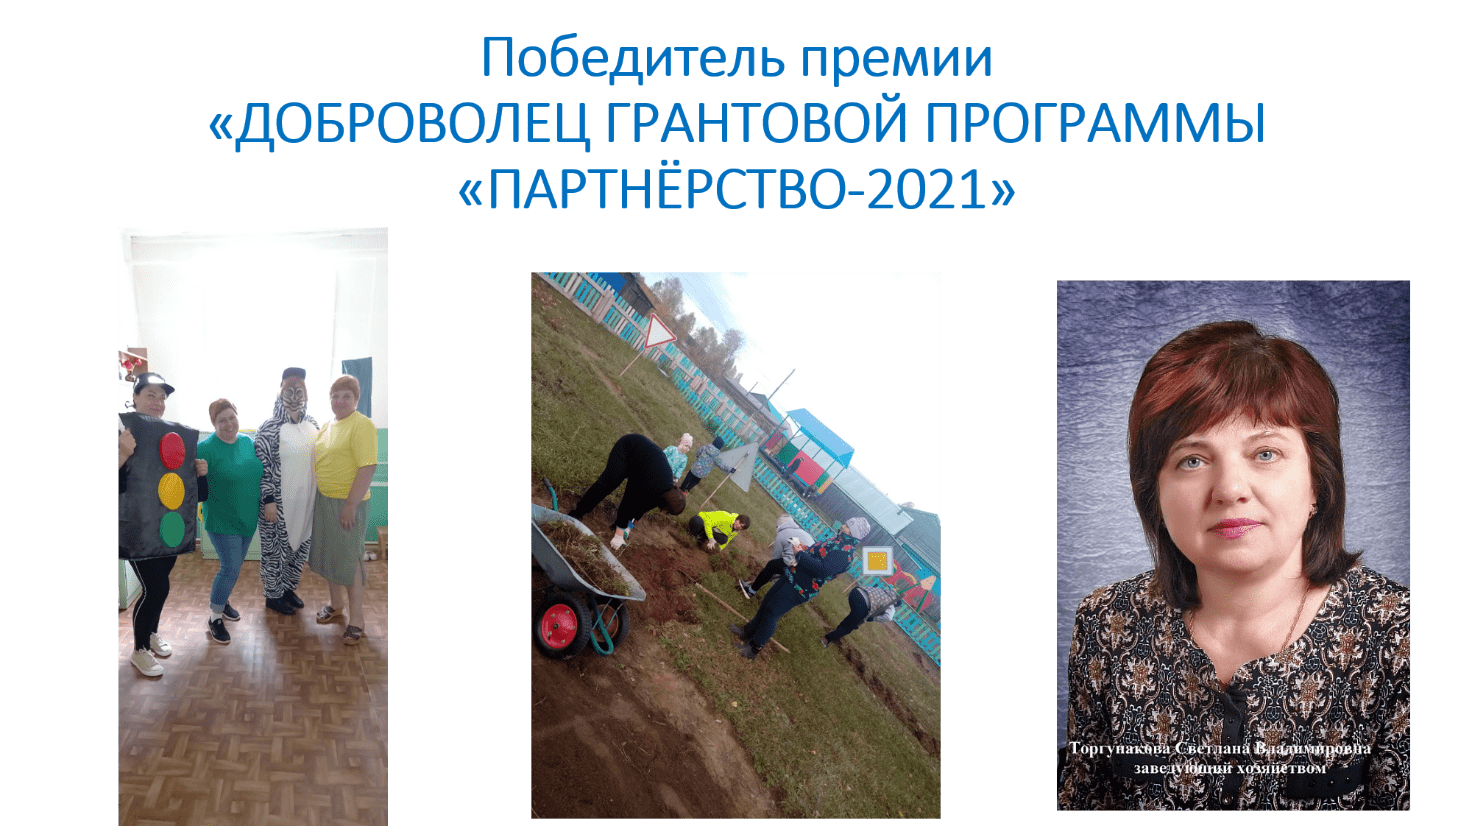 Победитель премии
«ДОБРОВОЛЕЦ ГРАНТОВОЙ ПРОГРАММЫ
«ПАРТНЁРСТВО-2021»
Торгунакова Светлана Владимировна
заведующий хозяйством